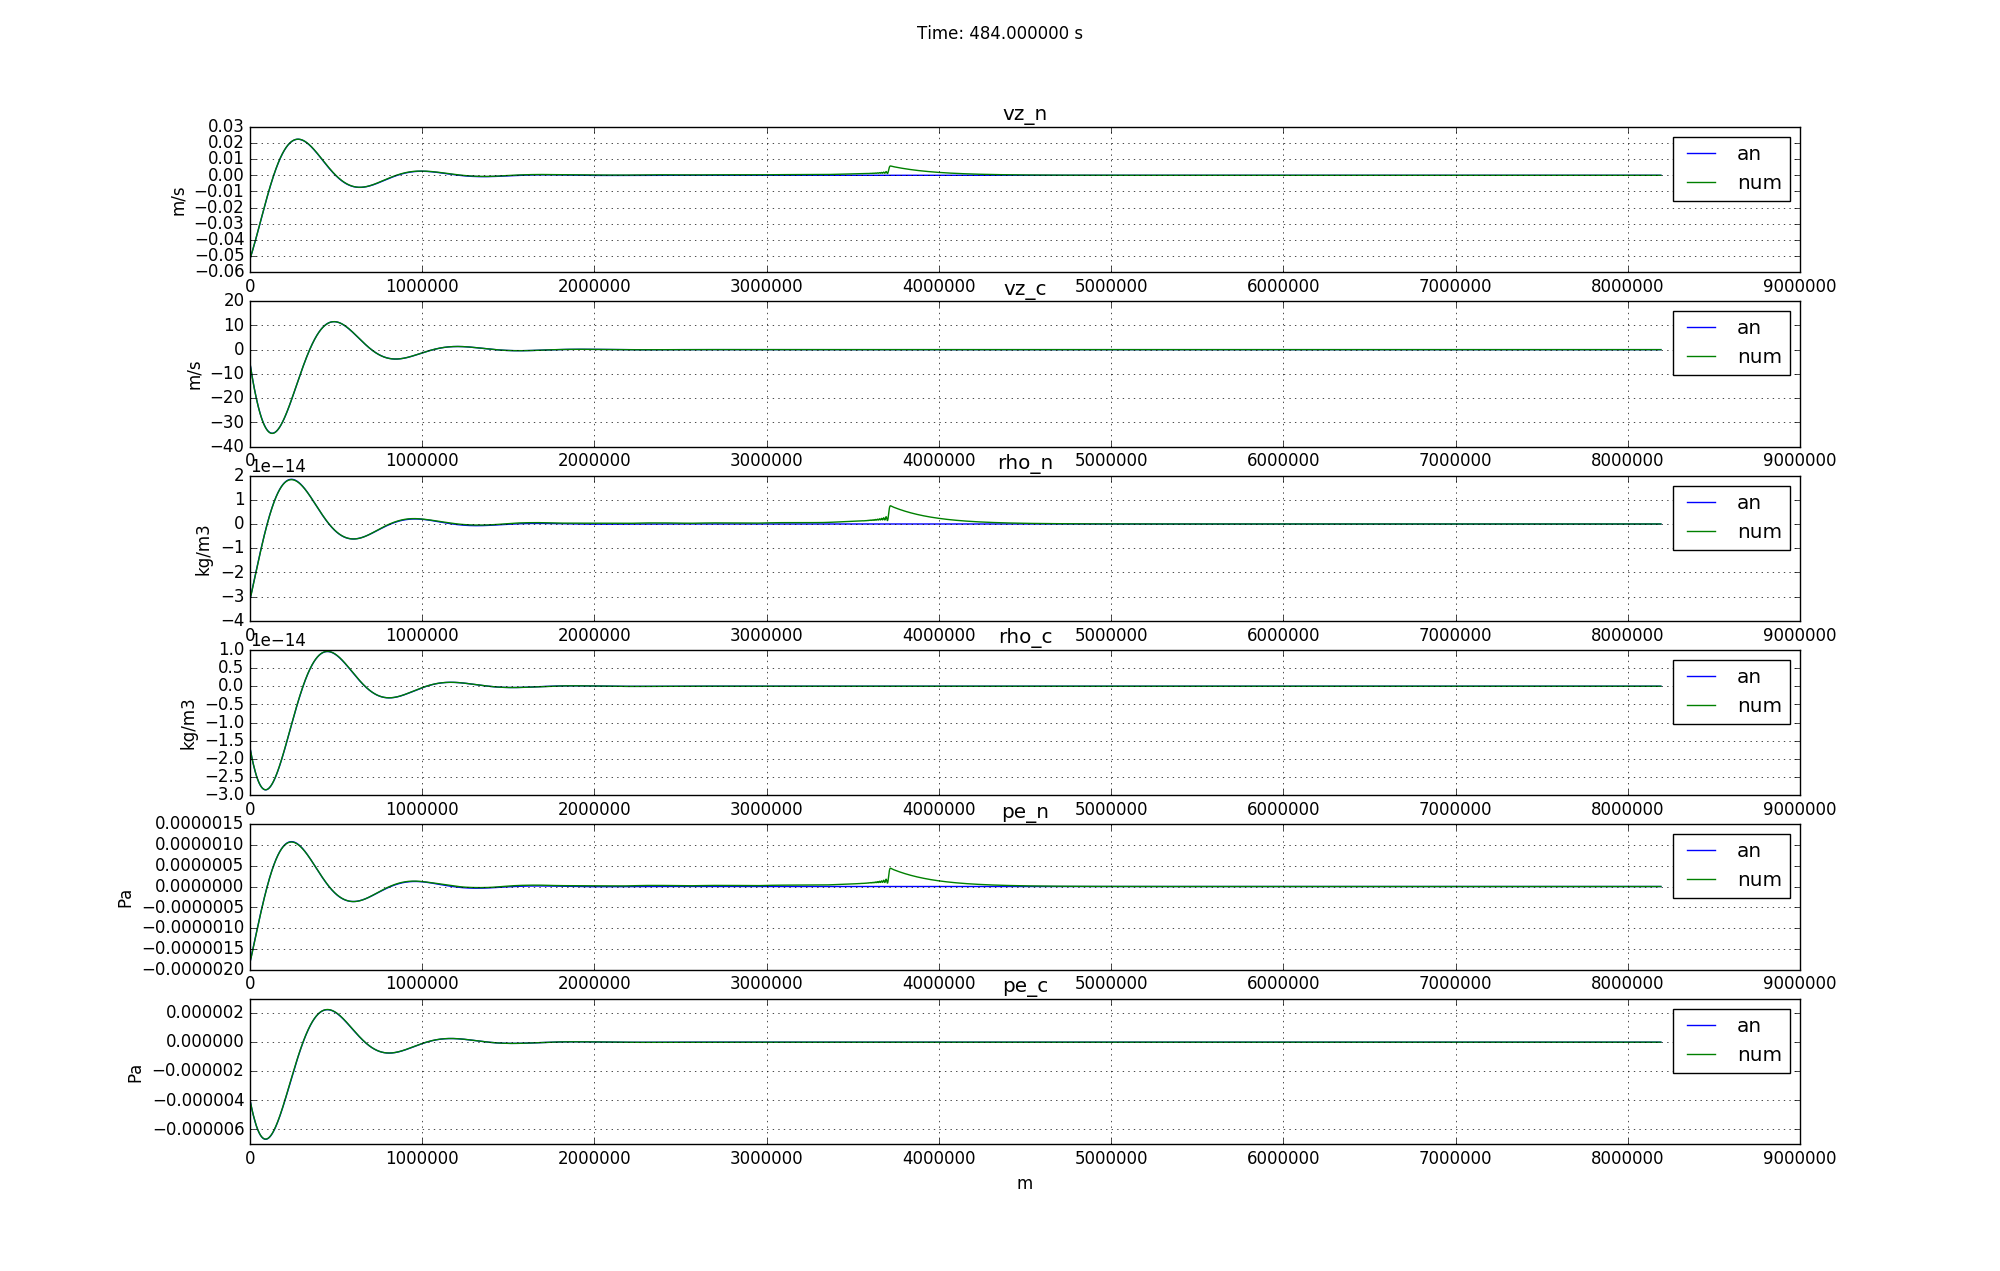 Time: 484.000000 s
vz_n
0.03
0.02
0.01
0.00
−0.01
−0.02
−0.03
−0.04
−0.05
−0.06
m/s
an
num
0 1000000 2000000 3000000 4000000 5000000 6000000 7000000 8000000 9000000
vz_c
20
10
0
−10
−20
−30
−40
m/s
an
num
0 1000000 2000000 3000000 4000000 5000000 6000000 7000000 8000000 9000000
1e−14
rho_n
2
1
0
−1
−2
−3
−4
kg/m3
an
num
0 1000000 2000000 3000000 4000000 5000000 6000000 7000000 8000000 9000000
1e−14
rho_c
1.0
0.5
0.0
−0.5
−1.0
−1.5
−2.0
−2.5
−3.0
kg/m3
an
num
0 1000000 2000000 3000000 4000000 5000000 6000000 7000000 8000000 9000000
pe_n
0.0000015
0.0000010
0.0000005
0.0000000
−0.0000005
−0.0000010
−0.0000015
−0.0000020
Pa
an
num
0 1000000 2000000 3000000 4000000 5000000 6000000 7000000 8000000 9000000
pe_c
0.000002
0.000000
−0.000002
−0.000004
−0.000006
Pa
an
num
0 1000000 2000000 3000000 4000000 5000000 6000000 7000000 8000000 9000000
m